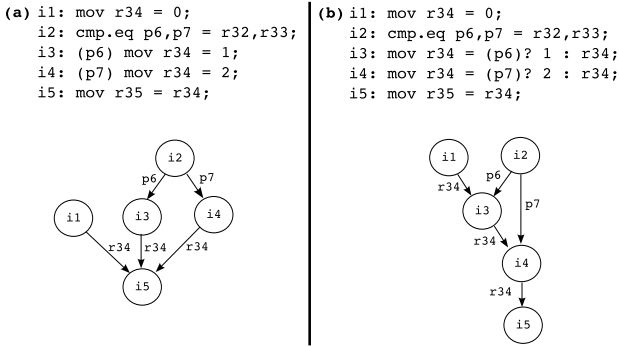 (a) i1: mov r34 = 0;
i2: cmp.eq p6,p7 = r32,r33;
i3: (p6) mov r34 = 1;
i4: (p7) mov r34 = 2;
i5: mov r35 = r34;
i2
p6 p7
i1 i3 i4
r34 r34 r34
i5
(b) i1: mov r34 = 0;
i2: cmp.eq p6,p7 = r32,r33;
i3: mov r34 = (p6)? 1 : r34;
i4: mov r34 = (p7)? 2 : r34;
i5: mov r35 = r34;
i1 i2
r34 p6
p7
i3
r34
i4
r34
i5